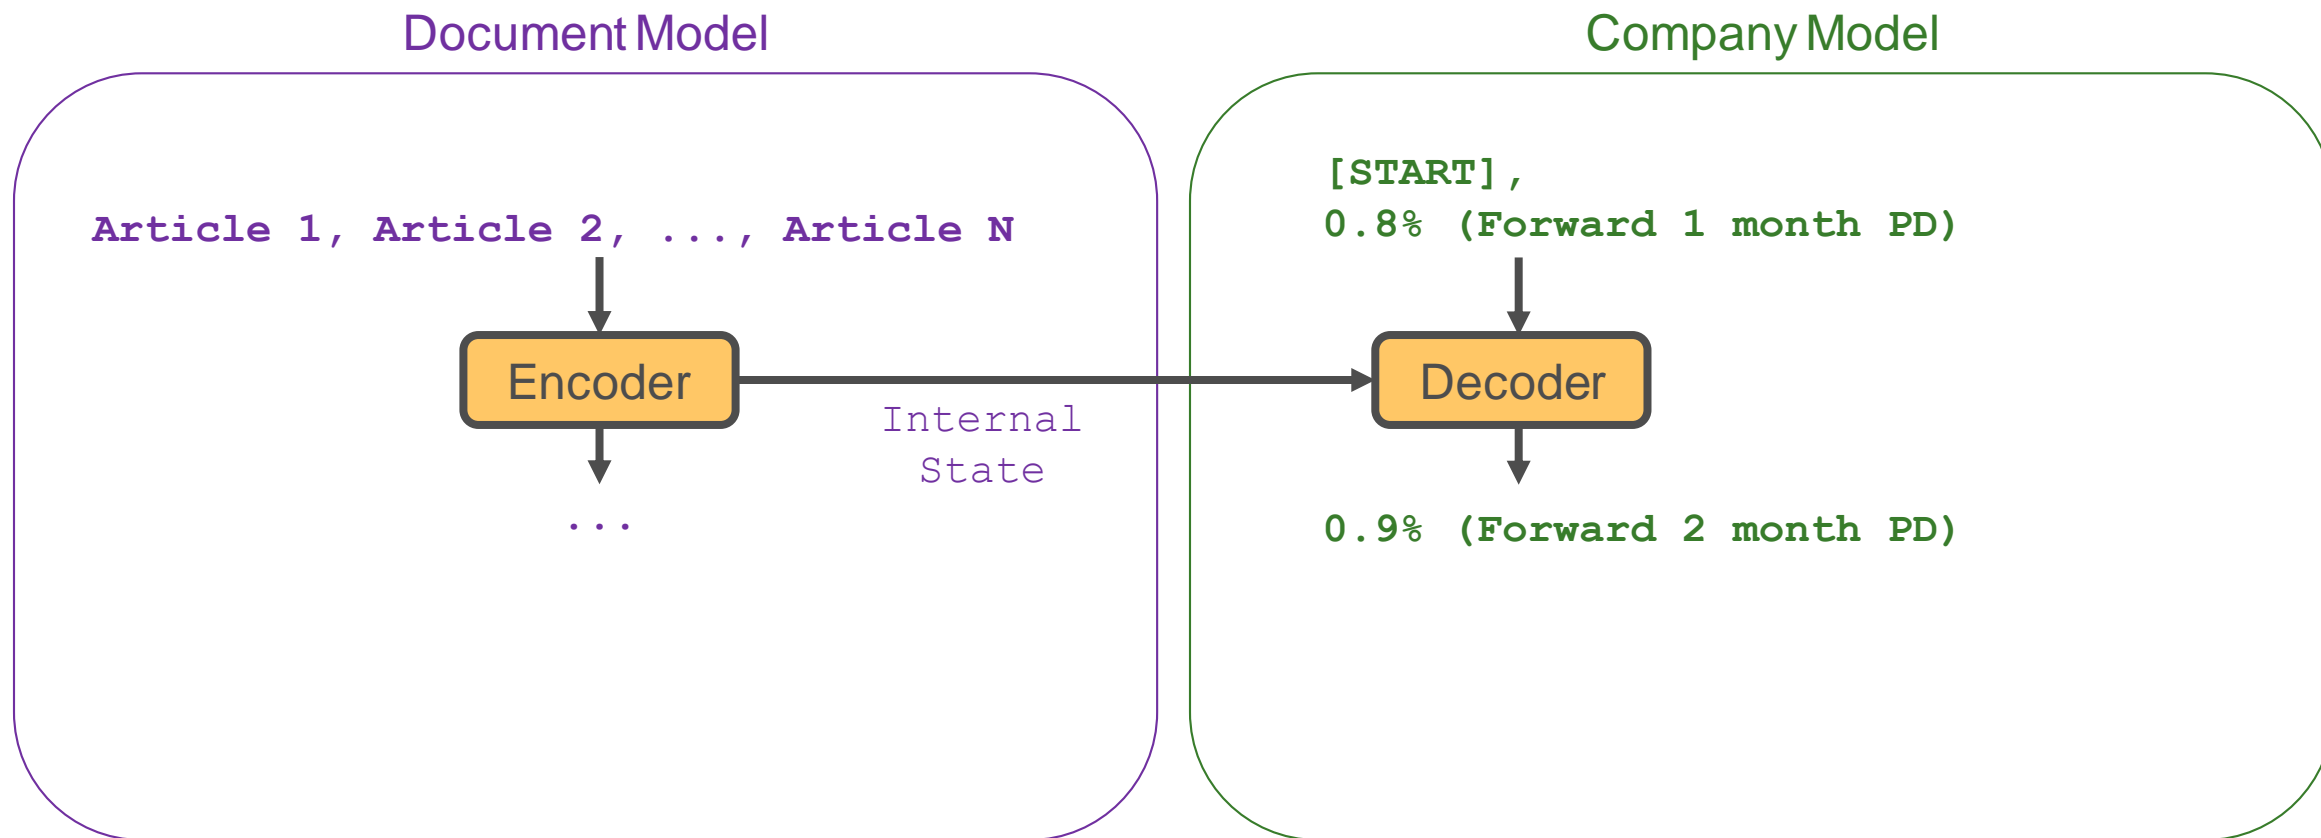 Document Model
Article 1, Article 2, ..., Article N
Encoder
...
Internal
State
Company Model
[START],
0.8% (Forward 1 month PD)
Decoder
0.9% (Forward 2 month PD)